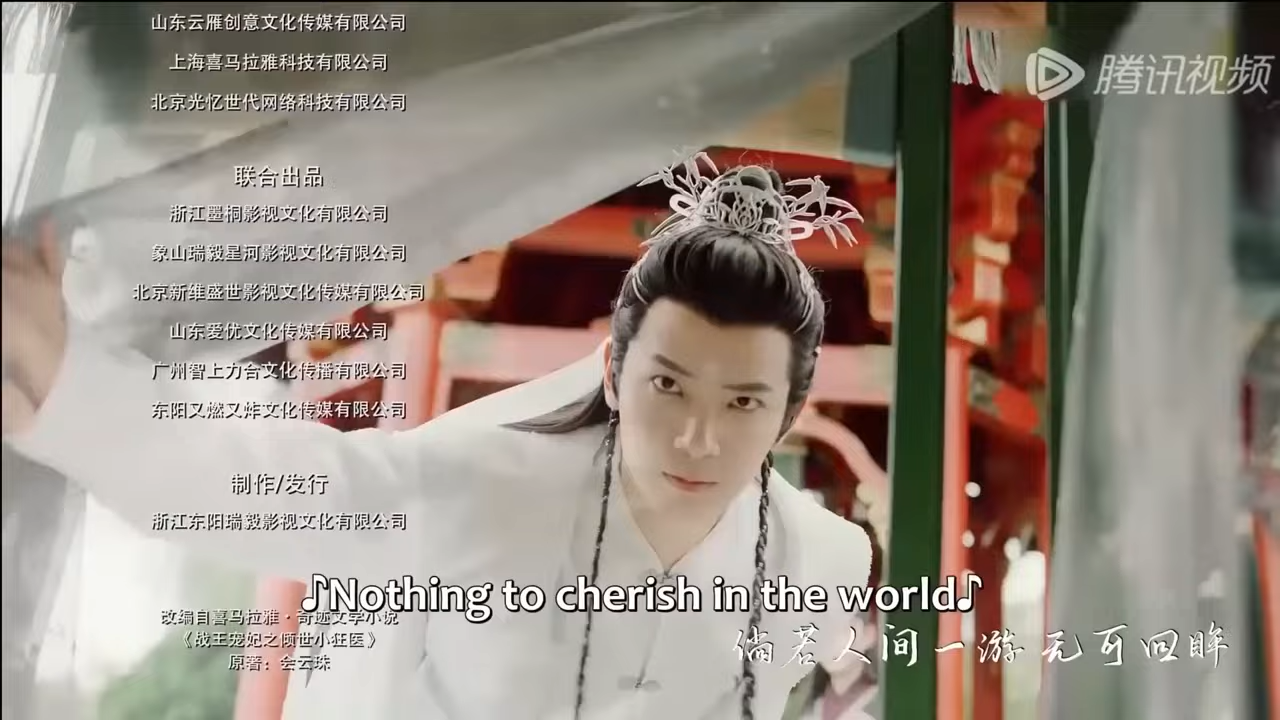 山东云雁创意文化传媒有限公司
上海喜马拉雅科技有限公司
北京光忆世代网络科技有限公司
腾讯视频
联合出品
浙江墨桐影视文化有限公司
象山瑞毅星河影视文化有限公司
北京新维盛世影视文化传媒有限公司
山东爱优文化传媒有限公司
广州智上力合文化传播有限公司
东阳又燃又炸文化传媒有限公司
制作/发行
浙江东阳瑞毅影视文化有限公司
♪Nothing to cherish in the world♪
改编自喜马拉雅·奇迹文学小说
《战王宠妃之倾世小狂医》
原著：会云珠
倘若人间一游 无可回眸